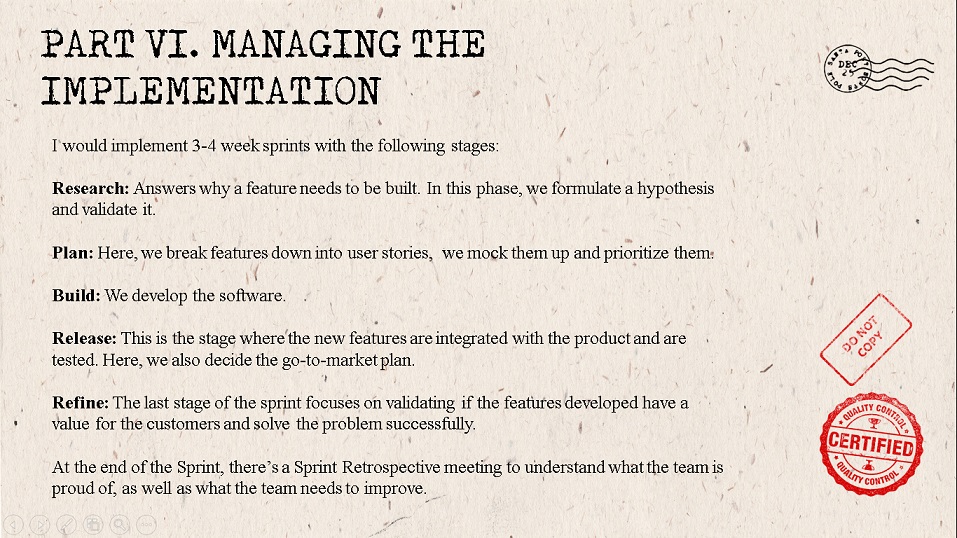 PART VI. MANAGING THE
IMPLEMENTATION
I would implement 3-4 week sprints with the following stages:
Research: Answers why a feature needs to be built. In this phase, we formulate a hypothesis
and validate it.
Plan: Here, we break features down into user stories, we mock them up and prioritize them.
Build: We develop the software.
Release: This is the stage where the new features are integrated with the product and are
tested. Here, we also decide the go-to-market plan.
Refine: The last stage of the sprint focuses on validating if the features developed have a
value for the customers and solve the problem successfully.
At the end of the Sprint, there's a Sprint Retrospective meeting to understand what the team is
proud of, as well as what the team needs to improve.
DEC
25
DO NOT
COPY
QUALITY CONTROL
CERTIFIED
QUALITY CONTROL